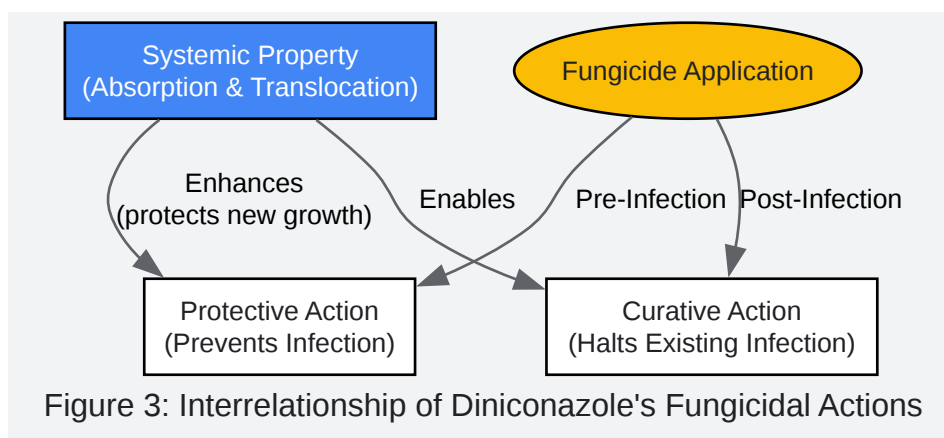 Systemic Property
(Absorption & Translocation)
Fungicide Application
Enhances
(protects new growth)
Enables
Pre-Infection
Post-Infection
Protective Action
(Prevents Infection)
Curative Action
(Halts Existing Infection)
Figure 3: Interrelationship of Diniconazole's Fungicidal Actions